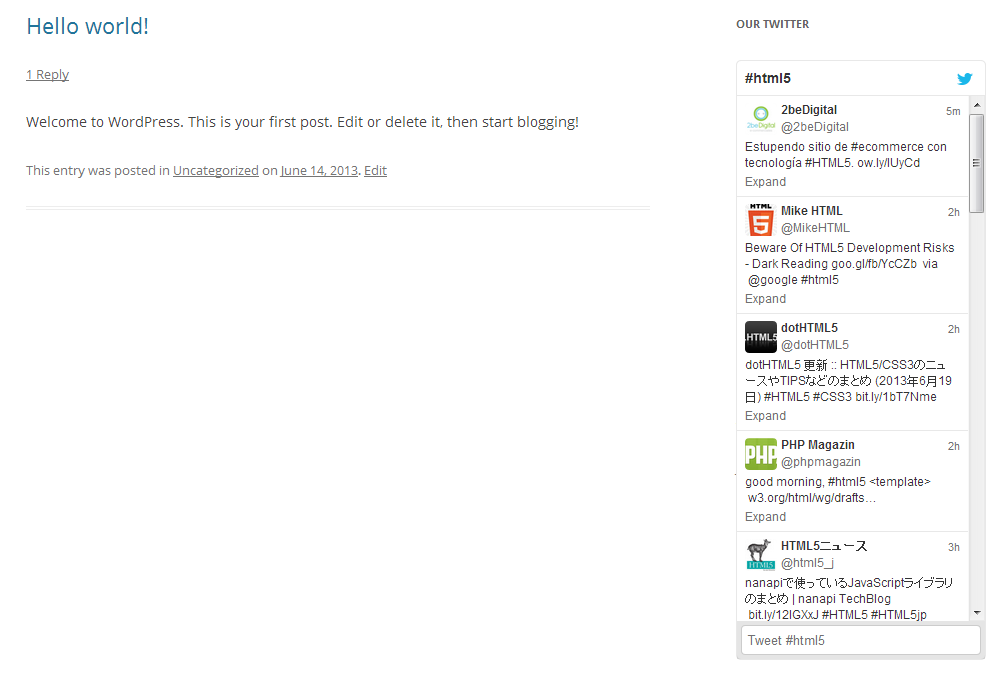 Hello world!
1 Reply
Welcome to WordPress. This is your first post. Edit or delete it, then start blogging!
This entry was posted in Uncategorized on June 14, 2013. Edit
OUR TWITTER
#html5
2beDigital 5m
@2beDigital
Estupendo sitio de #ecommerce con
tecnología #HTML5. ow.ly/lUyCd
Expand
HTML
5
Mike HTML 2h
@MikeHTML
Beware Of HTML5 Development Risks
- Dark Reading goo.gl/fb/YcCZb via
@google #html5
Expand
HTML5
dotHTML5 2h
@dotHTML5
dotHTML5 更新 :: HTML5/CSS3のニュ
ースやTIPSなどのまとめ (2013年6月19
日) #HTML5 #CSS3 bit.ly/1bT7Nme
Expand
PHP
PHP Magazin 2h
@phpmagazin
good morning, #html5 <template>
w3.org/html/wg/drafts…
Expand
HTML5
HTML5ニュース 3h
@html5_j
nanapiで使っているJavaScriptライブラリ
のまとめ | nanapi TechBlog
bit.ly/12IGXxJ #HTML5 #HTML5jp
Tweet #html5